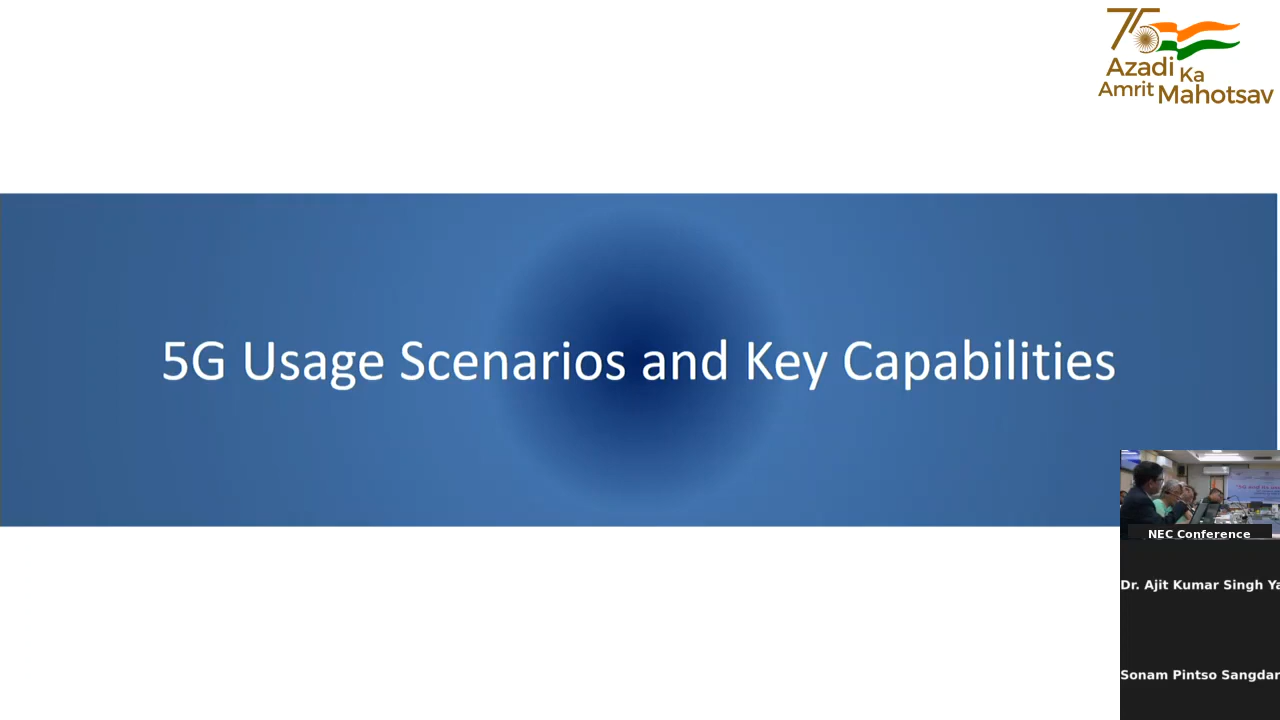 75
Azadi Ka
Amrit Mahotsav
5G Usage Scenarios and Key Capabilities
NEC Conference
Dr. Ajit Kumar Singh Ya
Sonam Pintso Sangdar